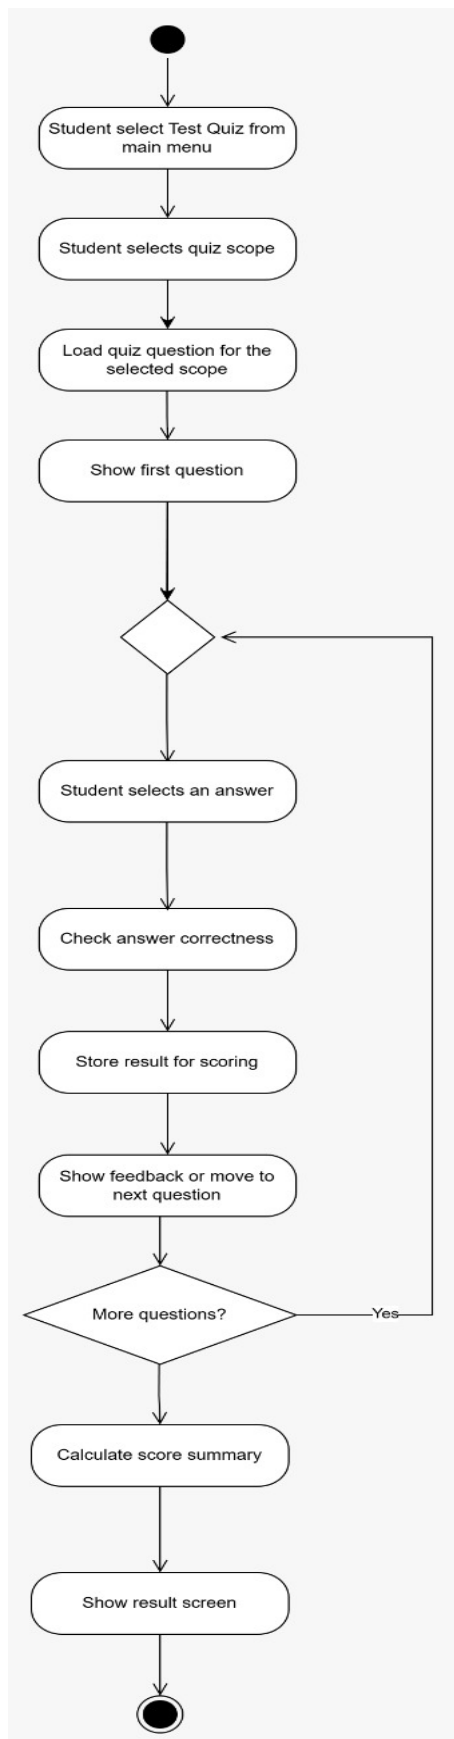 Student select Test Quiz from
main menu
Student selects quiz scope
Load quiz question for the
selected scope
Show first question
Student selects an answer
Check answer correctness
Store result for scoring
Show feedback or move to
next question
More questions?
Yes
Calculate score summary
Show result screen